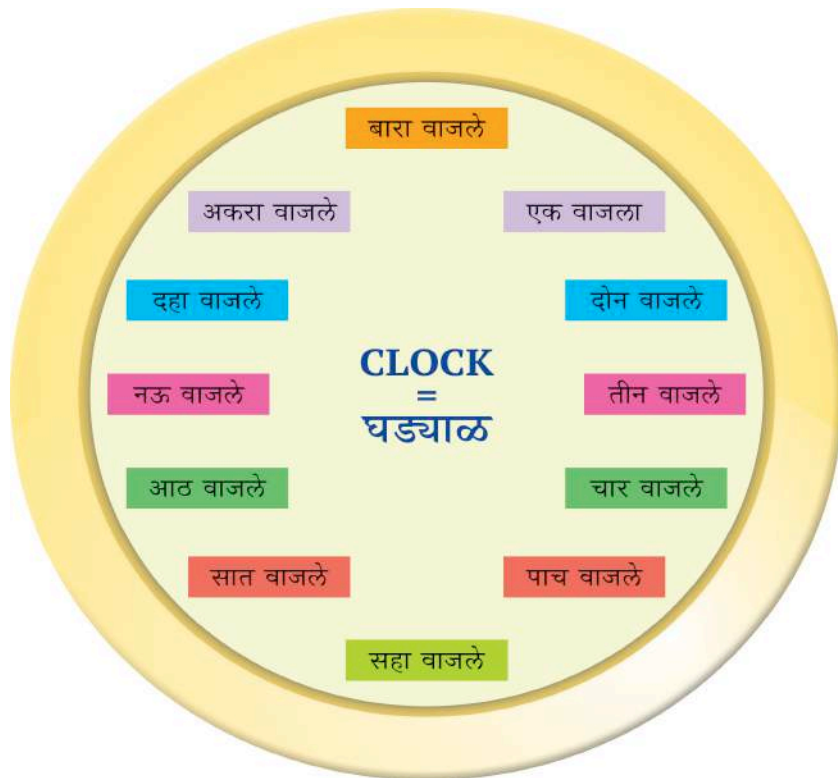 बारा वाजले
अकरा वाजले
एक वाजला
दहा वाजले
दोन वाजले
CLOCK
=
घड्याळ
नऊ वाजले
तीन वाजले
आठ वाजले
चार वाजले
सात वाजले
पाच वाजले
सहा वाजले